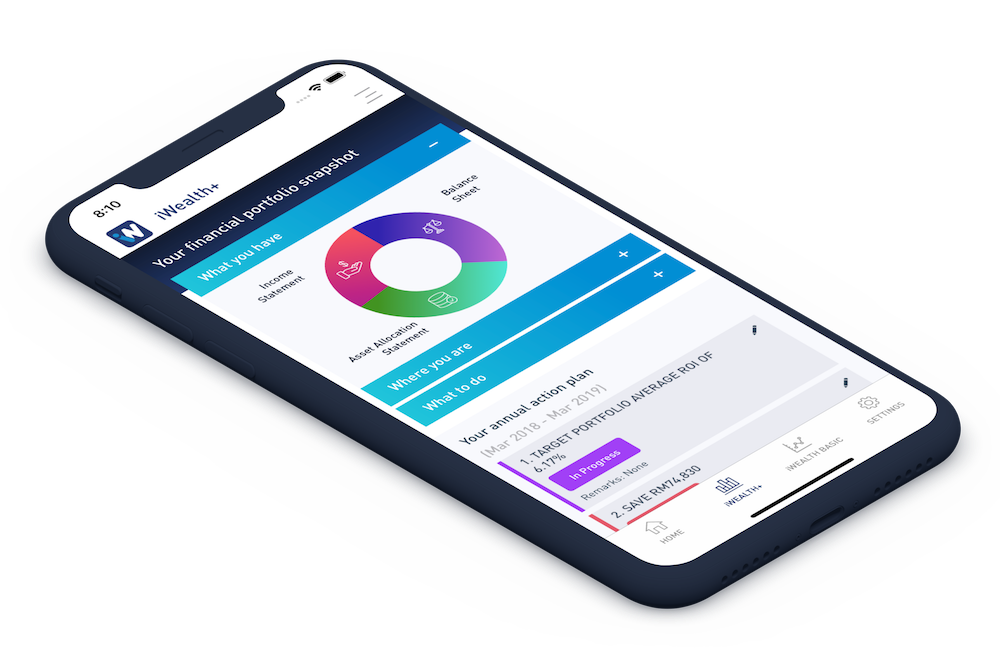 8:10
iW
iWealth+
Your financial portfolio snapshot
What you have
Balance
Sheet
Income
Statement
Asset Allocation
Statement
Where you are
What to do
Your annual action plan
[Mar 2018 - Mar 2019]
1. TARGET PORTFOLIO AVERAGE ROI OF
6.17%
In Progress
Remarks: None
2. SAVE RM74,830
HOME
iWEALTH+
iWEALTH BASIC
SETTINGS